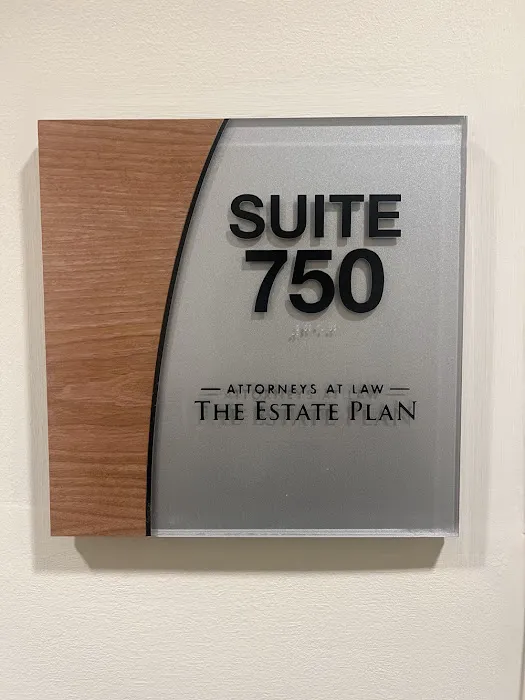 SUITE
750
— ATTORNEYS AT LAW —
THE ESTATE PLAN